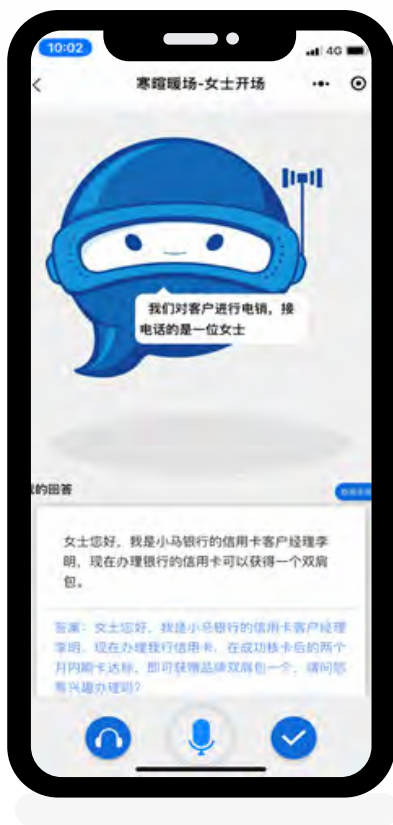 10:02
4G
寒暄暖场-女士开场
我们对客户进行电销，接
电话的是一位女士
的回答
女士您好，我是小马银行的信用卡客户经理李
明，现在办理银行的信用卡可以获得一个双肩
包。
答案：女士您好，我是小马银行的信用卡客户经理
李明，现在办理我行信用卡，在成功核卡后的两个
月内刷卡达标，即可获赠品牌双肩包一个，请问您
有兴趣办理吗？